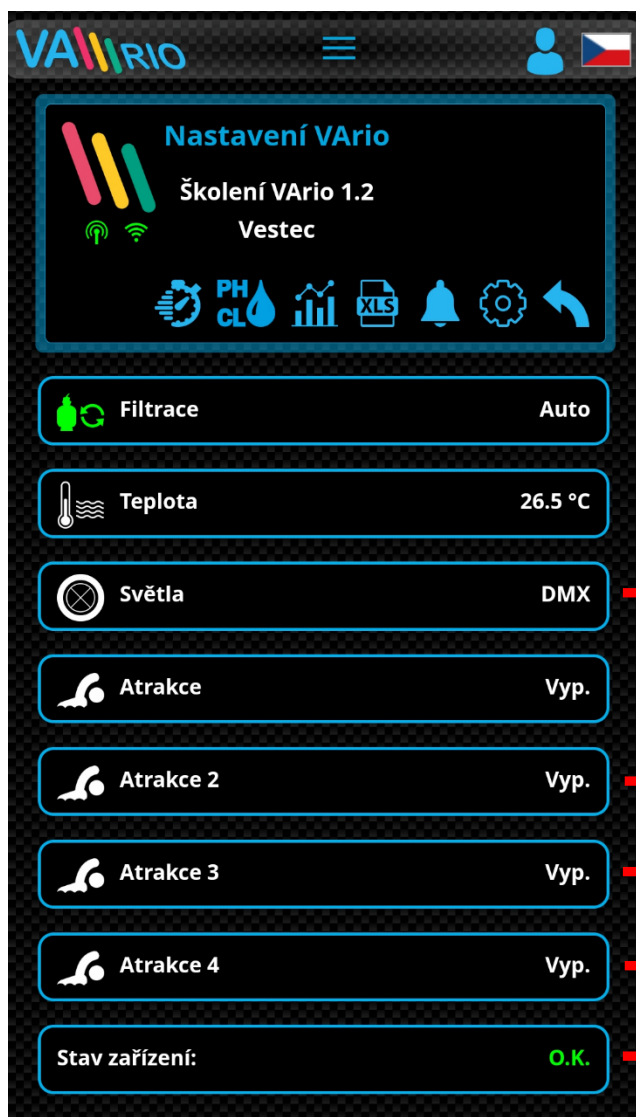 VARIO
Nastavení VArio
Školení VArio 1.2
Vestec
PH
CL
XLS
Filtrace Auto
Teplota 26.5 °C
Světla DMX
Atrakce Vyp.
Atrakce 2 Vyp.
Atrakce 3 Vyp.
Atrakce 4 Vyp.
Stav zařízení: O.K.